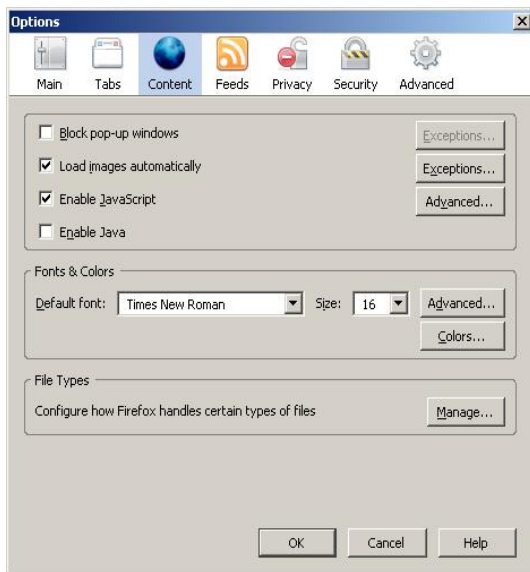 Options
Main Tabs Content Feeds Privacy Security Advanced
Block pop-up windows Exceptions...
Load images automatically Exceptions...
Enable JavaScript Advanced...
Enable Java
Fonts & Colors
Default font: Times New Roman Size: 16 Advanced...
Colors...
File Types
Configure how Firefox handles certain types of files Manage...
OK Cancel Help